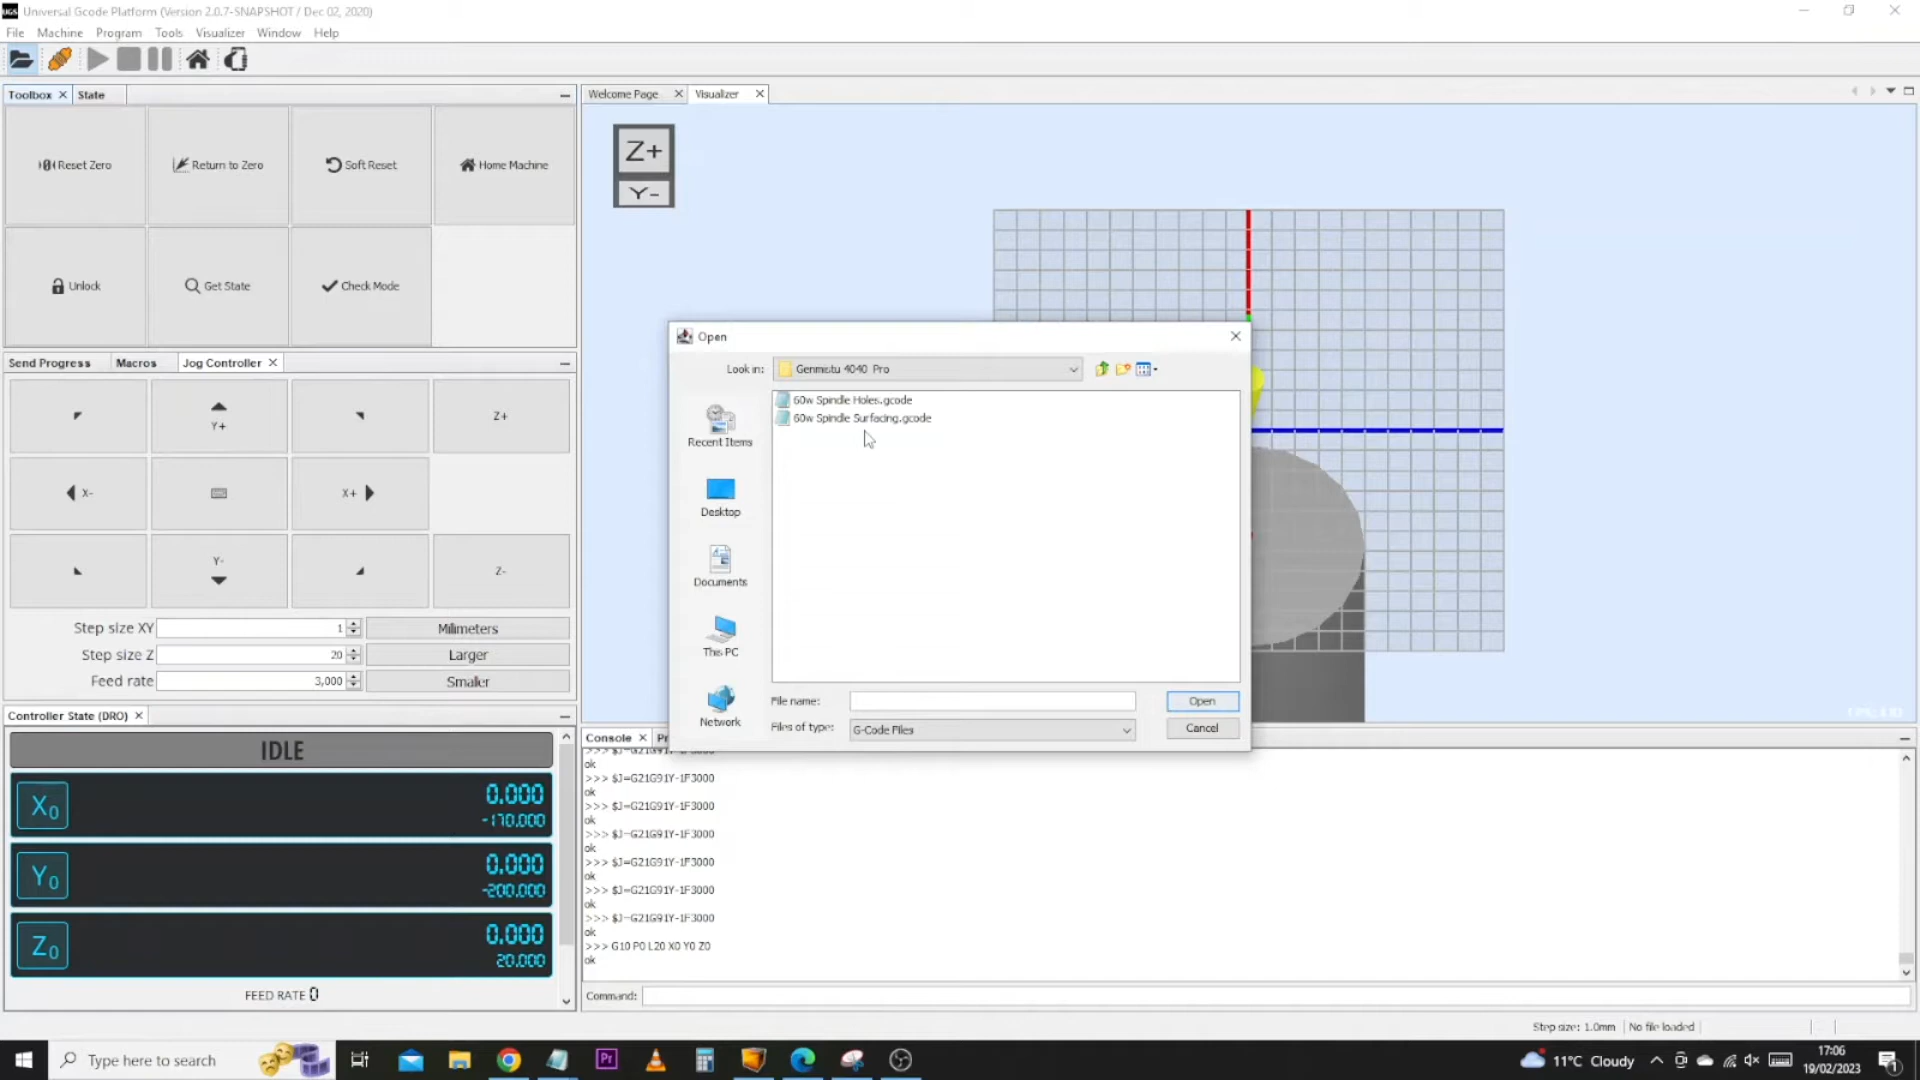 Universal Gcode Platform (Version 2.0.7-SNAPSHOT / Dec 02, 2020)
File Machine Program Tools Visualizer Window Help
Toolbox State
Reset Zero Return to Zero Soft Reset Home Machine
Unlock Get State Check Mode
Send Progress Macros Jog Controller
Y+ Z+
X- X+
Y- Z-
Step size XY 1 Milimeters
Step size Z 20 Larger
Feed rate 3,000 Smaller
Controller State (DRO)
IDLE
X0 0.000
-170.000
Y0 0.000
-200.000
Z0 0.000
20.000
FEED RATE 0
Welcome Page Visualizer
Z+
Y-
Open
Look in: Genmistu 4040 Pro
60w Spindle Holes.gcode
60w Spindle Surfacing.gcode
Recent Items
Desktop
Documents
This PC
Network
File name: Open
Files of type: G-Code Files Cancel
Console
ok
>>> $J=G21G91Y-1F3000
ok
>>> $J=G21G91Y-1F3000
ok
>>> $J=G21G91Y-1F3000
ok
>>> $J=G21G91Y-1F3000
ok
>>> $J=G21G91Y-1F3000
ok
>>> $J=G21G91Y-1F3000
ok
>>> G10 P0 L20 X0 Y0 Z0
ok
Command:
Step size: 1.0mm No file loaded
Type here to search
Pr
11°C Cloudy
17:06
19/02/2023
1